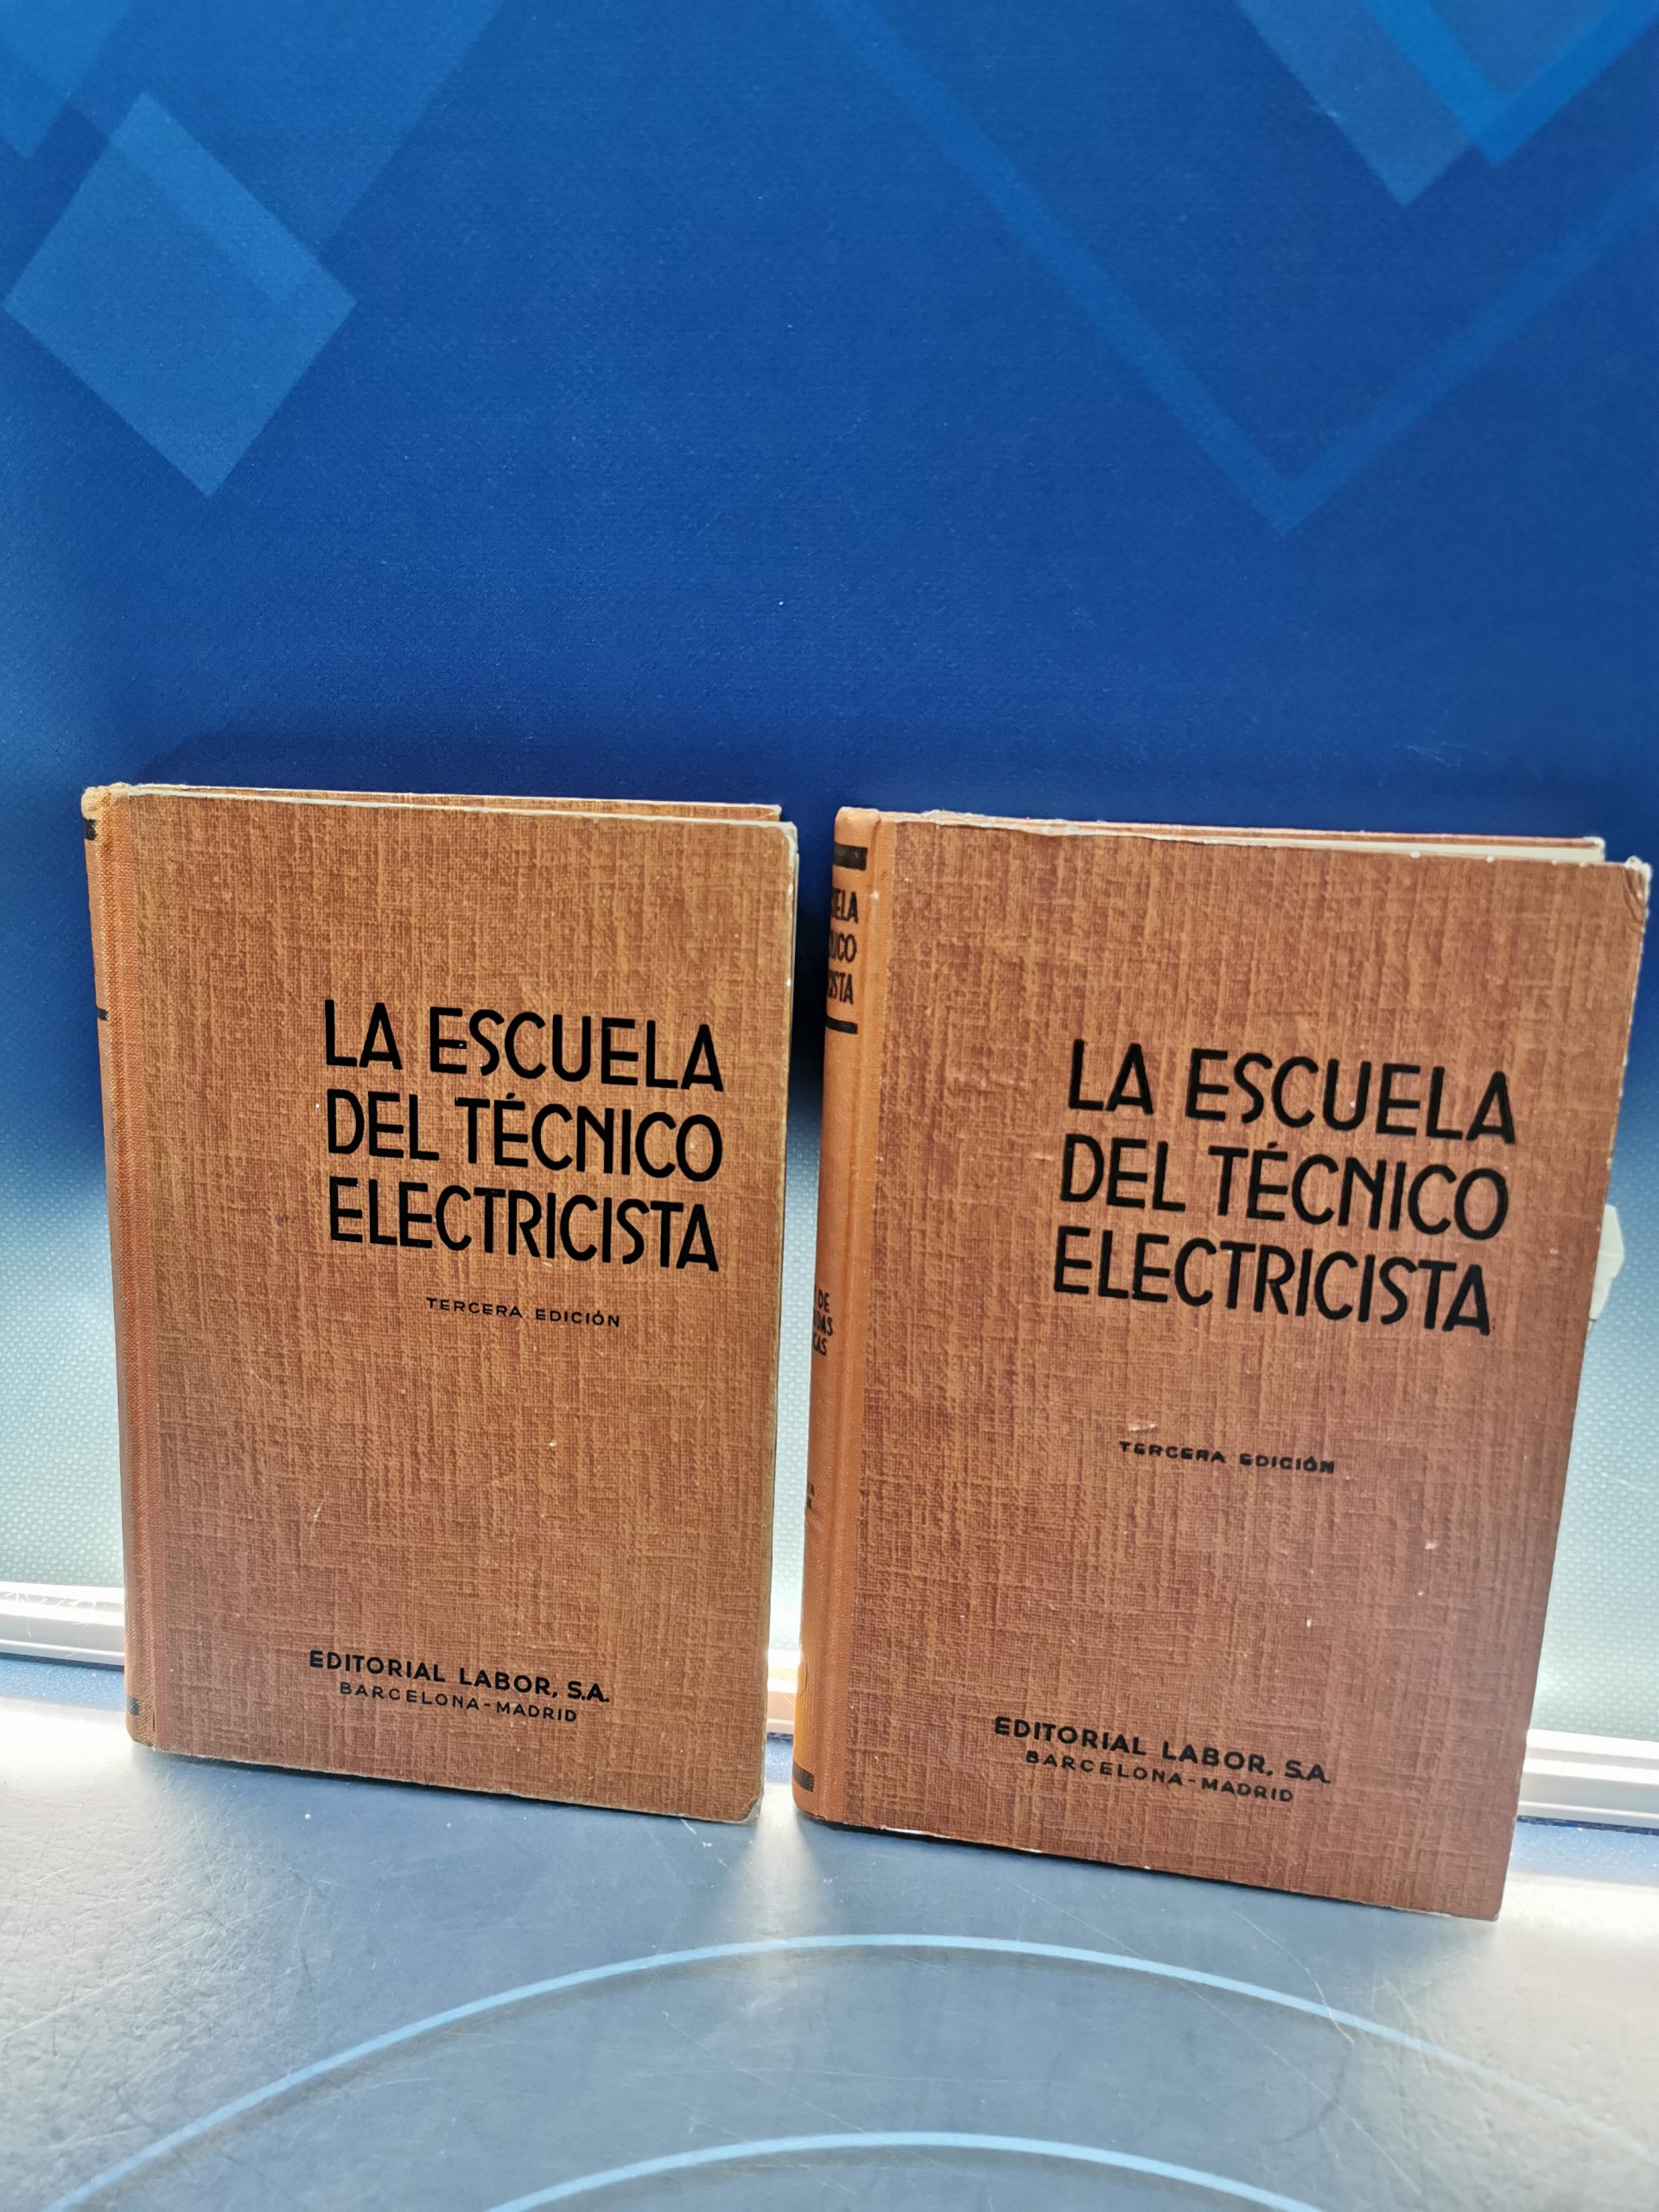 LA ESCUELA
DEL TÉCNICO
ELECTRICISTA
TERCERA EDICIÓN
EDITORIAL LABOR, S.A.
BARCELONA-MADRID
LA ESCUELA
DEL TÉCNICO
ELECTRICISTA
TERCERA EDICIÓN
EDITORIAL LABOR, S.A.
BARCELONA-MADRID
DE